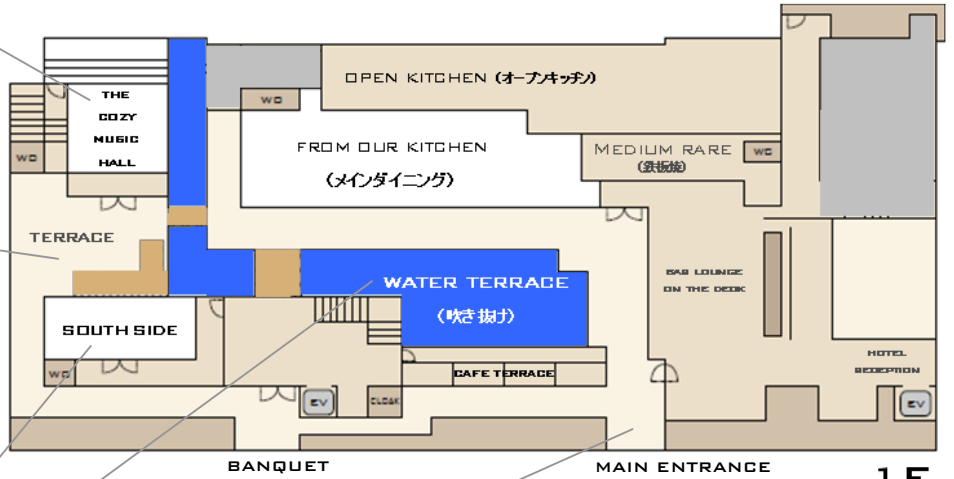 OPEN KITCHEN (オープンキッチン)
THE
COZY
MUSIC
HALL
WC
FROM OUR KITCHEN
(メインダイニング)
MEDIUM RARE
(鉄板焼)
WC
WC
TERRACE
WATER TERRACE
(吹き抜け)
BAR LOUNGE
ON THE DECK
SOUTH SIDE
WC
CAFE TERRACE
HOTEL
RECEPTION
EV
CLOAK
EV
BANQUET
MAIN ENTRANCE
1F